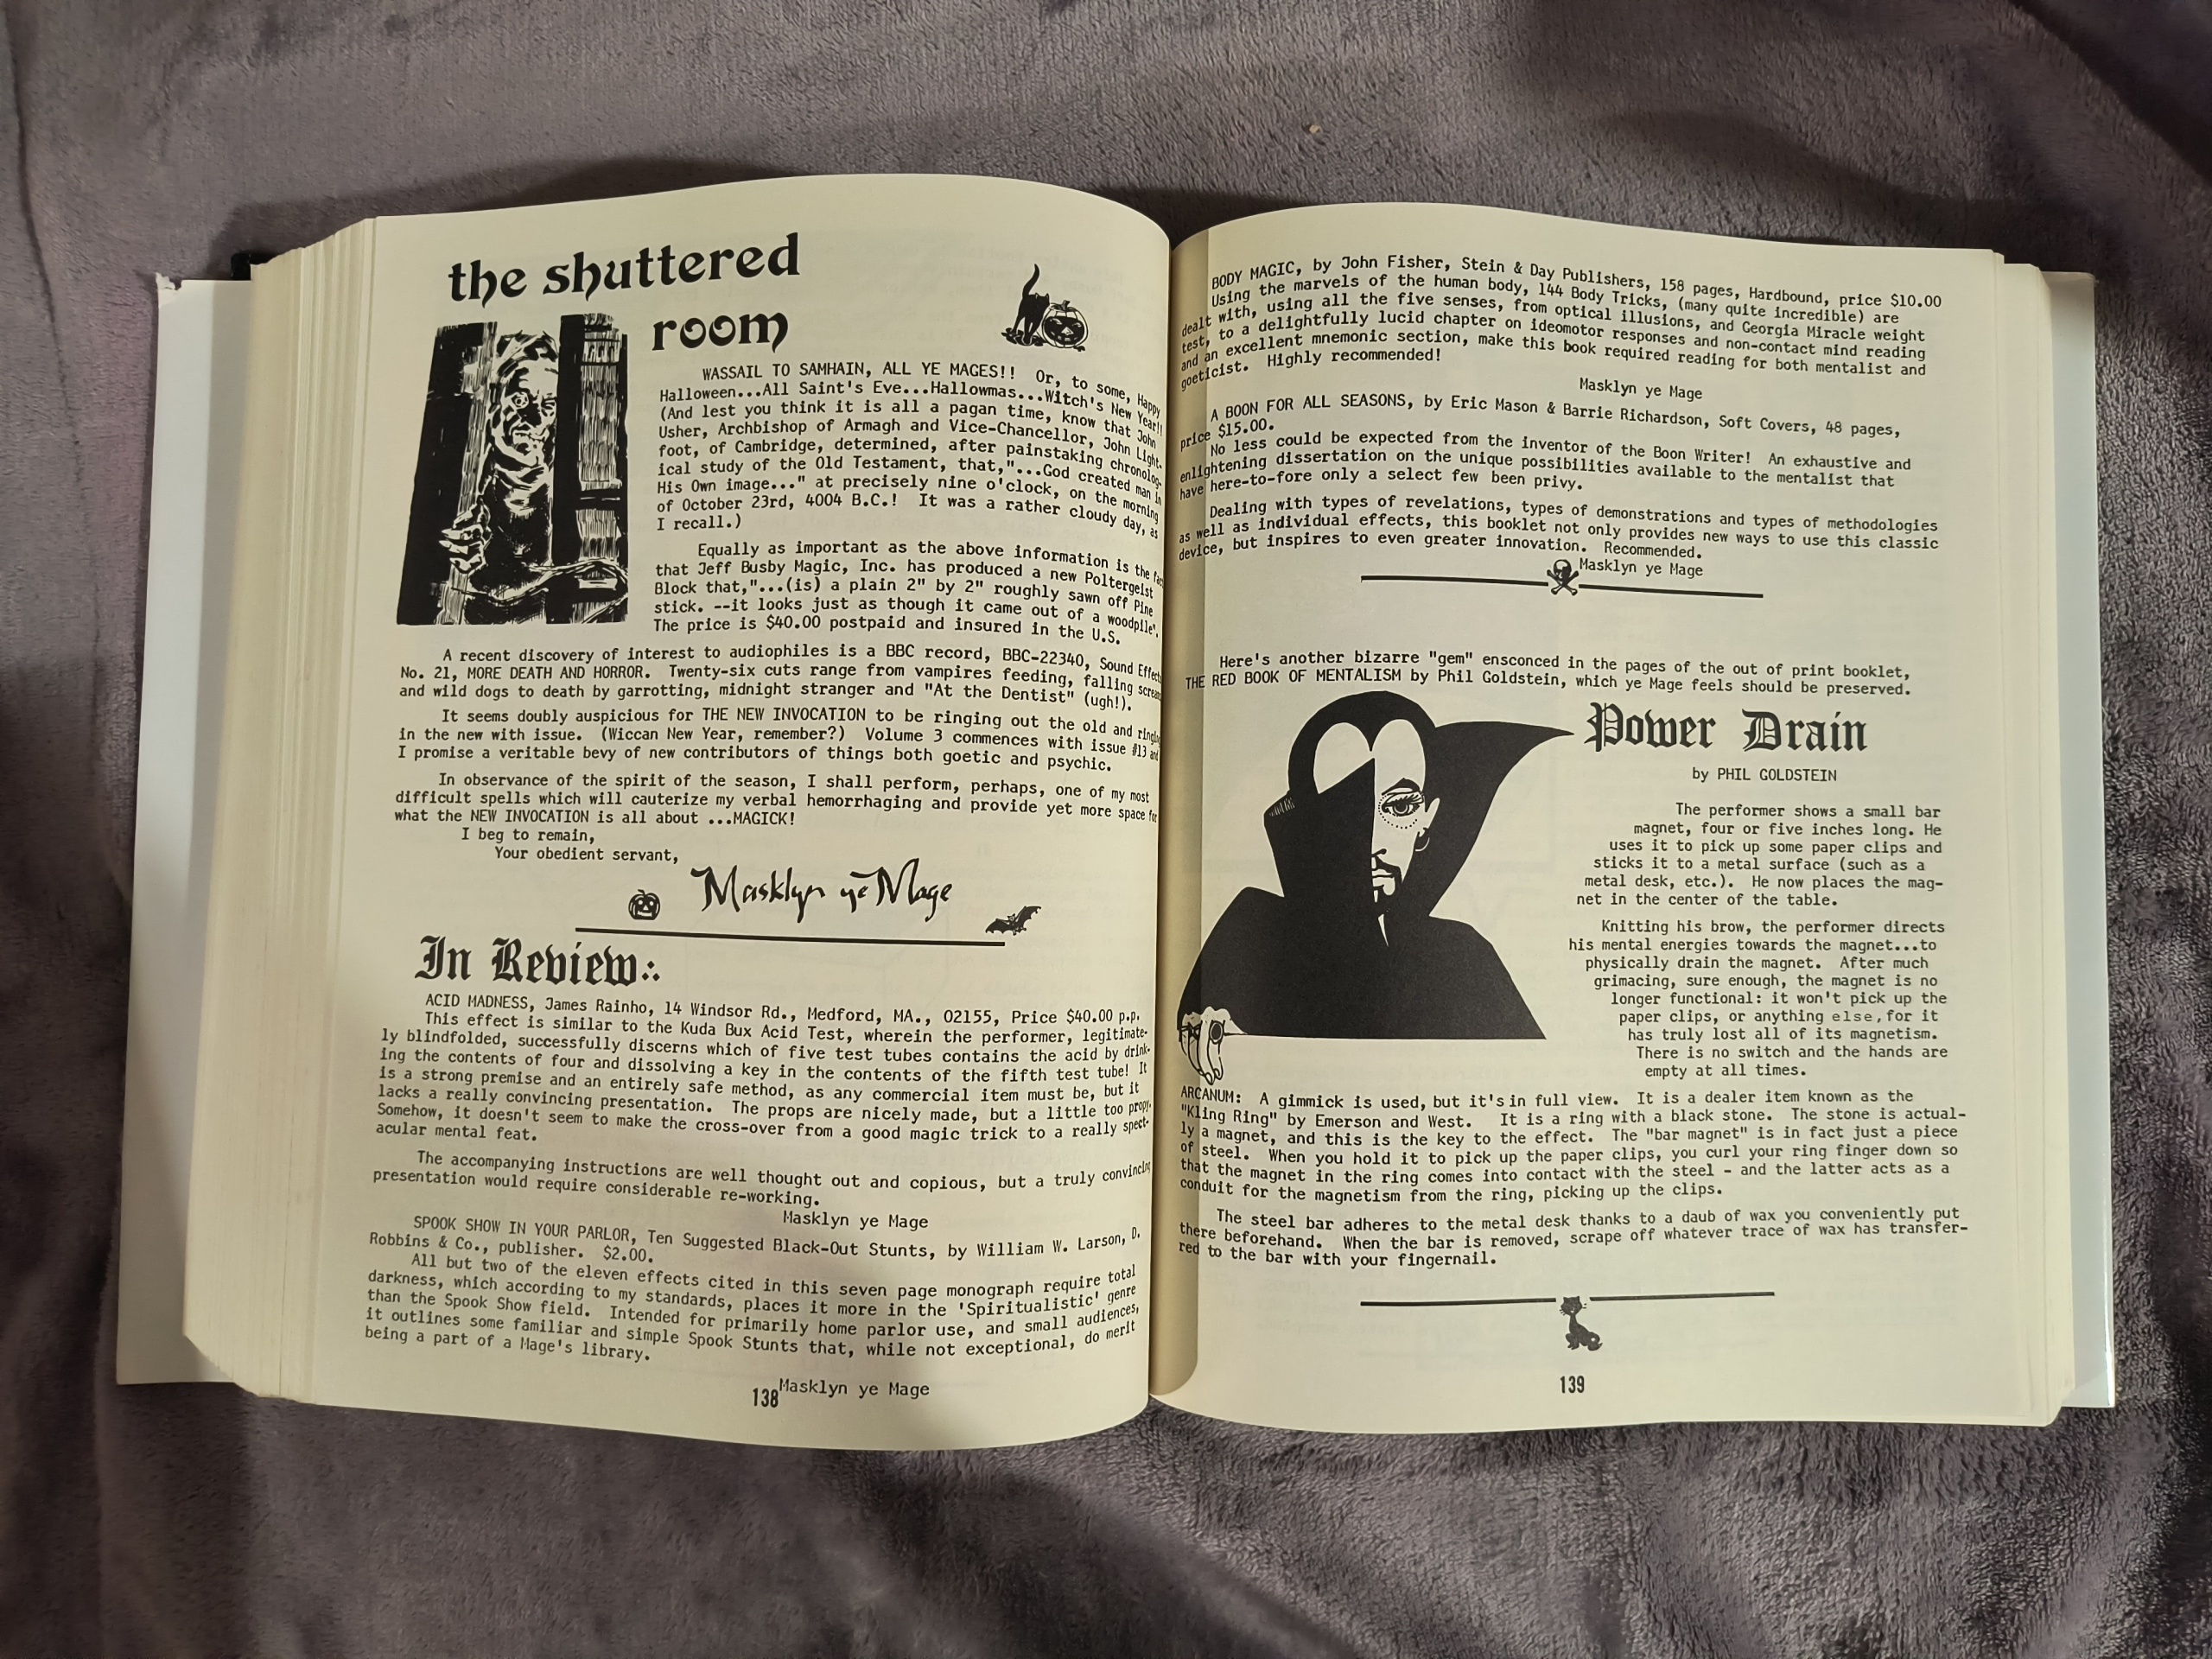 the shuttered
room
WASSAIL TO SAMHAIN, ALL YE MAGES!! Or, to some, Happy
Halloween...All Saint's Eve...Hallowmas...Witch's New Year!!
(And lest you think it is all a pagan time, know that John
Usher, Archbishop of Armagh and Vice-Chancellor, John Light-
foot, of Cambridge, determined, after painstaking chronolog-
ical study of the Old Testament, that,"...God created man in
His Own image..." at precisely nine o'clock, on the morning
of October 23rd, 4004 B.C.! It was a rather cloudy day, as
I recall.)
Equally as important as the above information is the
that Jeff Busby Magic, Inc. has produced a new Poltergeist
Block that,"...(is) a plain 2" by 2" roughly sawn off Pine
stick. --it looks just as though it came out of a woodpile".
The price is $40.00 postpaid and insured in the U.S.
A recent discovery of interest to audiophiles is a BBC record, BBC-22340, Sound
No. 21, MORE DEATH AND HORROR. Twenty-six cuts range from vampires feeding, falling
and wild dogs to death by garrotting, midnight stranger and "At the Dentist" (ugh!).
It seems doubly auspicious for THE NEW INVOCATION to be ringing out the old and
in the new with issue. (Wiccan New Year, remember?) Volume 3 commences with issue #13 and
I promise a veritable bevy of new contributors of things both goetic and psychic.
In observance of the spirit of the season, I shall perform, perhaps, one of my most
difficult spells which will cauterize my verbal hemorrhaging and provide yet more space for
what the NEW INVOCATION is all about ...MAGICK!
I beg to remain,
Your obedient servant,
Masklyn ye Mage
In Review:.
ACID MADNESS, James Rainho, 14 Windsor Rd., Medford, MA., 02155, Price $40.00 p.p.
This effect is similar to the Kuda Bux Acid Test, wherein the performer, legitimate-
ly blindfolded, successfully discerns which of five test tubes contains the acid by drink-
ing the contents of four and dissolving a key in the contents of the fifth test tube! It
is a strong premise and an entirely safe method, as any commercial item must be, but it
lacks a really convincing presentation. The props are nicely made, but a little too propy.
Somehow, it doesn't seem to make the cross-over from a good magic trick to a really spect-
acular mental feat.
The accompanying instructions are well thought out and copious, but a truly convincing
presentation would require considerable re-working.
Masklyn ye Mage
SPOOK SHOW IN YOUR PARLOR, Ten Suggested Black-Out Stunts, by William W. Larson, D.
Robbins & Co., publisher. $2.00.
All but two of the eleven effects cited in this seven page monograph require total
darkness, which according to my standards, places it more in the 'Spiritualistic' genre
than the Spook Show field. Intended for primarily home parlor use, and small audiences,
it outlines some familiar and simple Spook Stunts that, while not exceptional, do merit
being a part of a Mage's library.
Masklyn ye Mage
138
BODY MAGIC, by John Fisher, Stein & Day Publishers, 158 pages, Hardbound, price $10.00
Using the marvels of the human body, 144 Body Tricks, (many quite incredible) are
dealt with, using all the five senses, from optical illusions, and Georgia Miracle weight
test, to a delightfully lucid chapter on ideomotor responses and non-contact mind reading
and an excellent mnemonic section, make this book required reading for both mentalist and
goeticist. Highly recommended!
Masklyn ye Mage
A BOON FOR ALL SEASONS, by Eric Mason & Barrie Richardson, Soft Covers, 48 pages,
price $15.00.
No less could be expected from the inventor of the Boon Writer! An exhaustive and
enlightening dissertation on the unique possibilities available to the mentalist that
have here-to-fore only a select few been privy.
Dealing with types of revelations, types of demonstrations and types of methodologies
as well as individual effects, this booklet not only provides new ways to use this classic
device, but inspires to even greater innovation. Recommended.
Masklyn ye Mage
Here's another bizarre "gem" ensconced in the pages of the out of print booklet,
THE RED BOOK OF MENTALISM by Phil Goldstein, which ye Mage feels should be preserved.
Power Drain
by PHIL GOLDSTEIN
The performer shows a small bar
magnet, four or five inches long. He
uses it to pick up some paper clips and
sticks it to a metal surface (such as a
metal desk, etc.). He now places the mag-
net in the center of the table.
Knitting his brow, the performer directs
his mental energies towards the magnet...to
physically drain the magnet. After much
grimacing, sure enough, the magnet is no
longer functional: it won't pick up the
paper clips, or anything else, for it
has truly lost all of its magnetism.
There is no switch and the hands are
empty at all times.
ARCANUM: A gimmick is used, but it's in full view. It is a dealer item known as the
"Kling Ring" by Emerson and West. It is a ring with a black stone. The stone is actual-
ly a magnet, and this is the key to the effect. The "bar magnet" is in fact just a piece
of steel. When you hold it to pick up the paper clips, you curl your ring finger down so
that the magnet in the ring comes into contact with the steel - and the latter acts as a
conduit for the magnetism from the ring, picking up the clips.
The steel bar adheres to the metal desk thanks to a daub of wax you conveniently put
there beforehand. When the bar is removed, scrape off whatever trace of wax has transfer-
red to the bar with your fingernail.
139